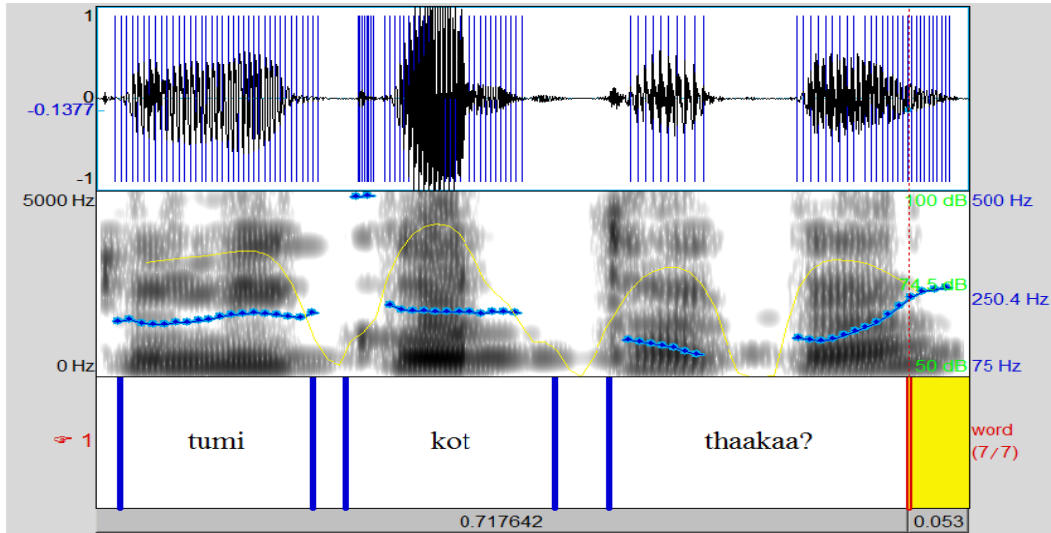 1
0
-0.1377
-1
5000 Hz
100 dB
500 Hz
74.5 dB
250.4 Hz
0 Hz
50 dB
75 Hz
☞ 1
tumi
kot
thaakaa?
word
(7/7)
0.717642
0.053